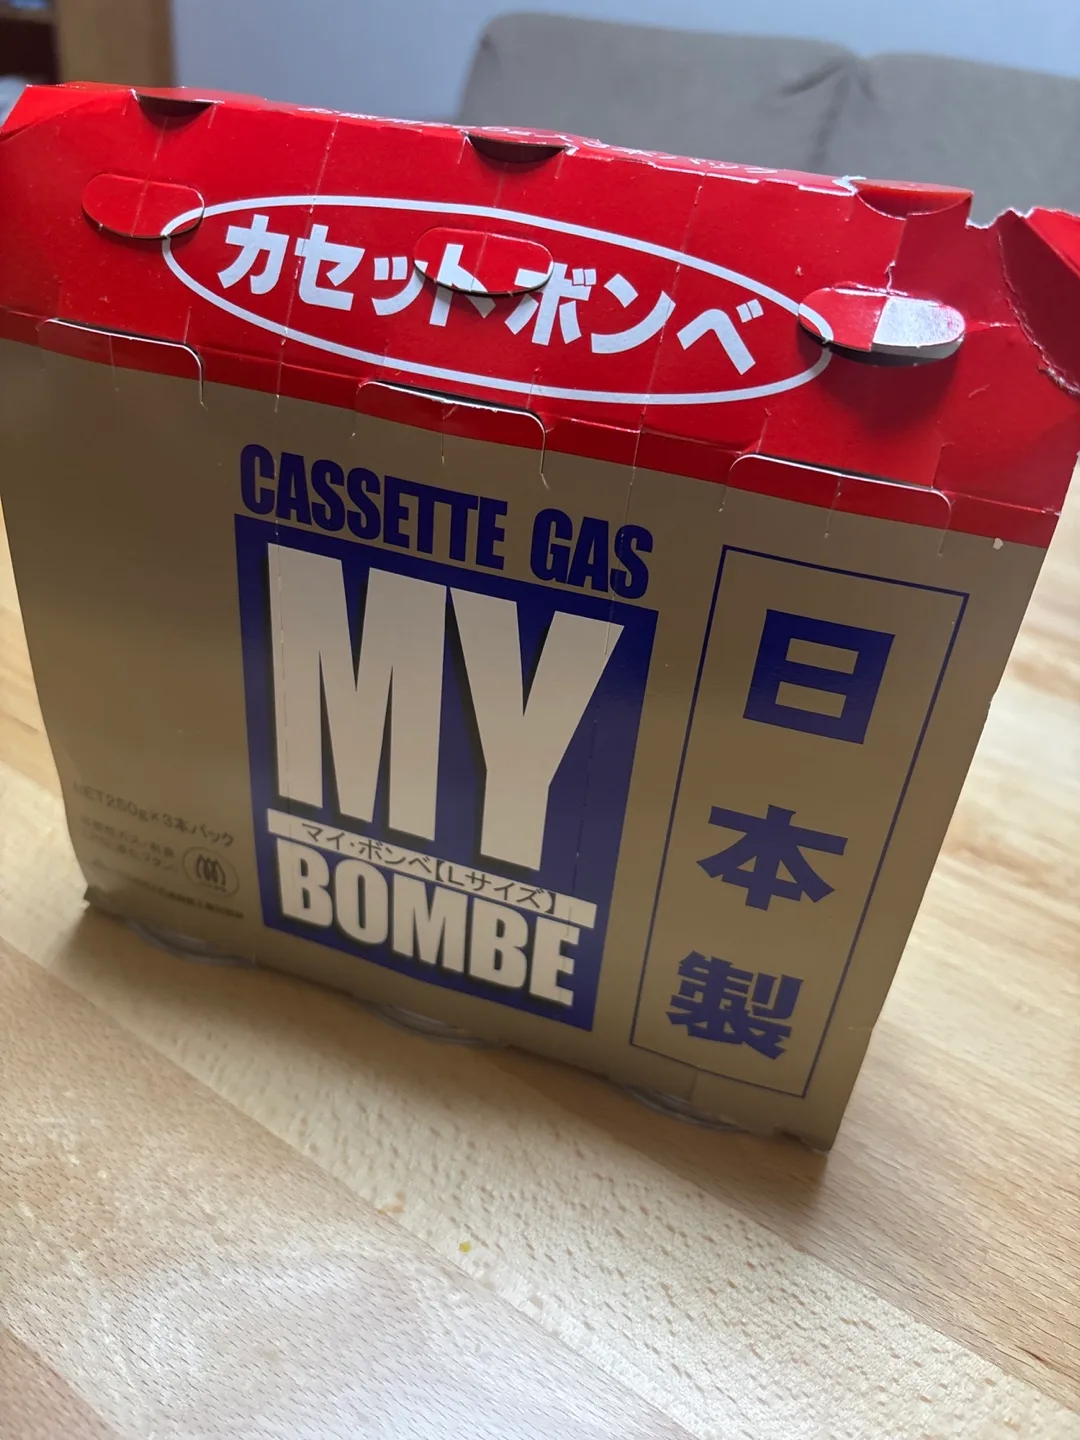 カセットボンベ
CASSETTE GAS
MY
マイ・ボンベ【Lサイズ】
BOMBE
日本製
NET250g×3本パック